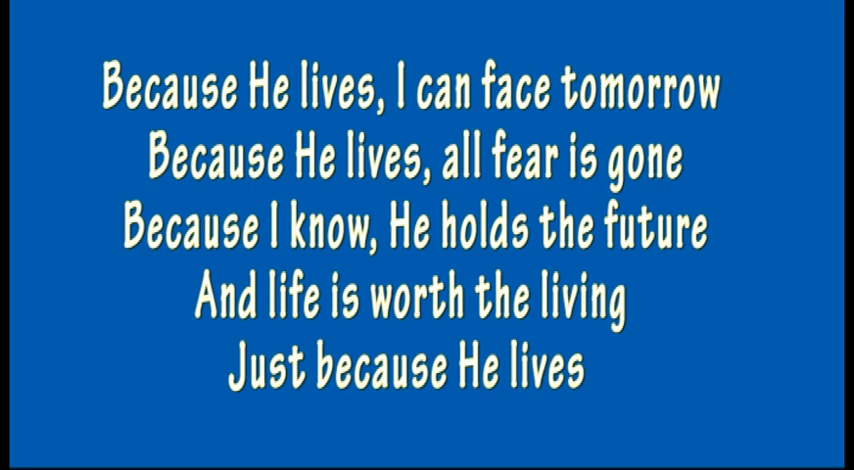 Because He lives, I can face tomorrow
Because He lives, all fear is gone
Because I know, He holds the future
And life is worth the living
Just because He lives